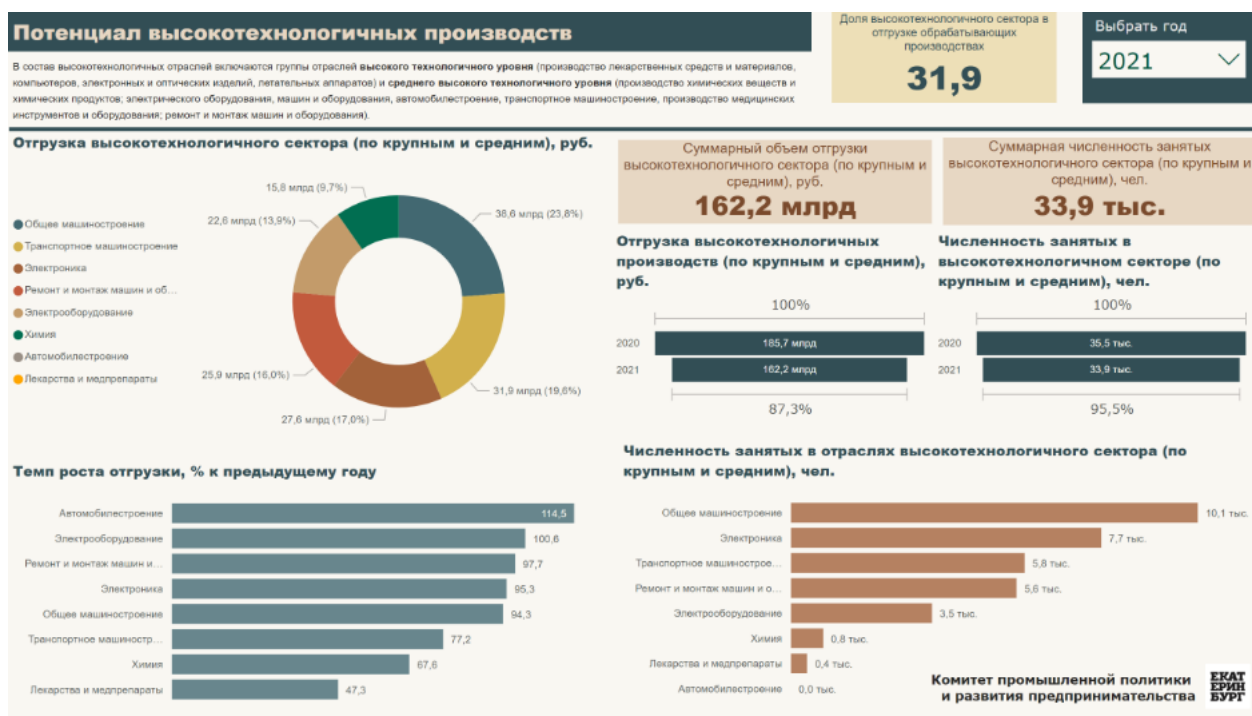 Потенциал высокотехнологичных производств
В состав высокотехнологичных отраслей включаются группы отраслей высокого технологичного уровня (производство лекарственных средств и материалов,
компьютеров, электронных и оптических изделий, летательных аппаратов) и среднего высокого технологичного уровня (производство химических веществ и
химических продуктов; электрического оборудования, машин и оборудования, автомобилестроение, транспортное машиностроение, производство медицинских
инструментов и оборудования; ремонт и монтаж машин и оборудования).
Доля высокотехнологичного сектора в
отгрузке обрабатывающих
производствах
31,9
Выбрать год
2021
Отгрузка высокотехнологичного сектора (по крупным и средним), руб.
Общее машиностроение
Транспортное машиностроение
Электроника
Ремонт и монтаж машин и об...
Электрооборудование
Химия
Автомобилестроение
Лекарства и медпрепараты
15,8 млрд (9,7%)
38,6 млрд (23,8%)
22,6 млрд (13,9%)
25,9 млрд (16,0%)
31,9 млрд (19,6%)
27,6 млрд (17,0%)
Суммарный объем отгрузки
высокотехнологичного сектора (по крупным и
средним), руб.
162,2 млрд
Суммарная численность занятых
высокотехнологичного сектора (по крупным и
средним), чел.
33,9 тыс.
Отгрузка высокотехнологичных
производств (по крупным и средним),
руб.
100%
2020 185,7 млрд
2021 162,2 млрд
87,3%
Численность занятых в
высокотехнологичном секторе (по
крупным и средним), чел.
100%
2020 35,5 тыс.
2021 33,9 тыс.
95,5%
Темп роста отгрузки, % к предыдущему году
Автомобилестроение 114,5
Электрооборудование 100,6
Ремонт и монтаж машин и... 97,7
Электроника 95,3
Общее машиностроение 94,3
Транспортное машиностр... 77,2
Химия 67,6
Лекарства и медпрепараты 47,3
Численность занятых в отраслях высокотехнологичного сектора (по
крупным и средним), чел.
Общее машиностроение 10,1 тыс.
Электроника 7,7 тыс.
Транспортное машинострое... 5,8 тыс.
Ремонт и монтаж машин и о... 5,6 тыс.
Электрооборудование 3,5 тыс.
Химия 0,8 тыс.
Лекарства и медпрепараты 0,4 тыс.
Автомобилестроение 0,0 тыс.
Комитет промышленной политики
и развития предпринимательства
ЕКАТ
ЕРИН
БУРГ